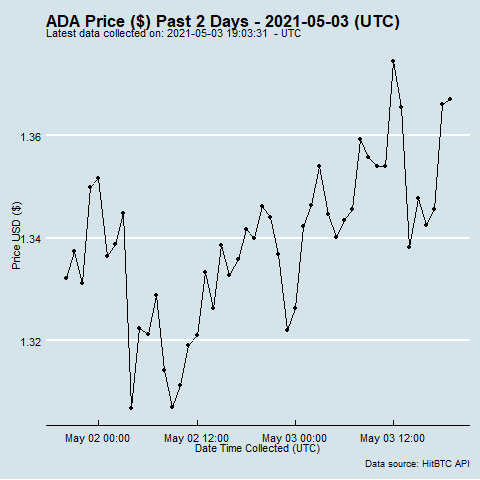 ADA Price ($) Past 2 Days - 2021-05-03 (UTC)
Latest data collected on: 2021-05-03 19:03:31 - UTC
1.36
1.34
1.32
Price USD ($)
May 02 00:00 May 02 12:00 May 03 00:00 May 03 12:00
Date Time Collected (UTC)
Data source: HitBTC API